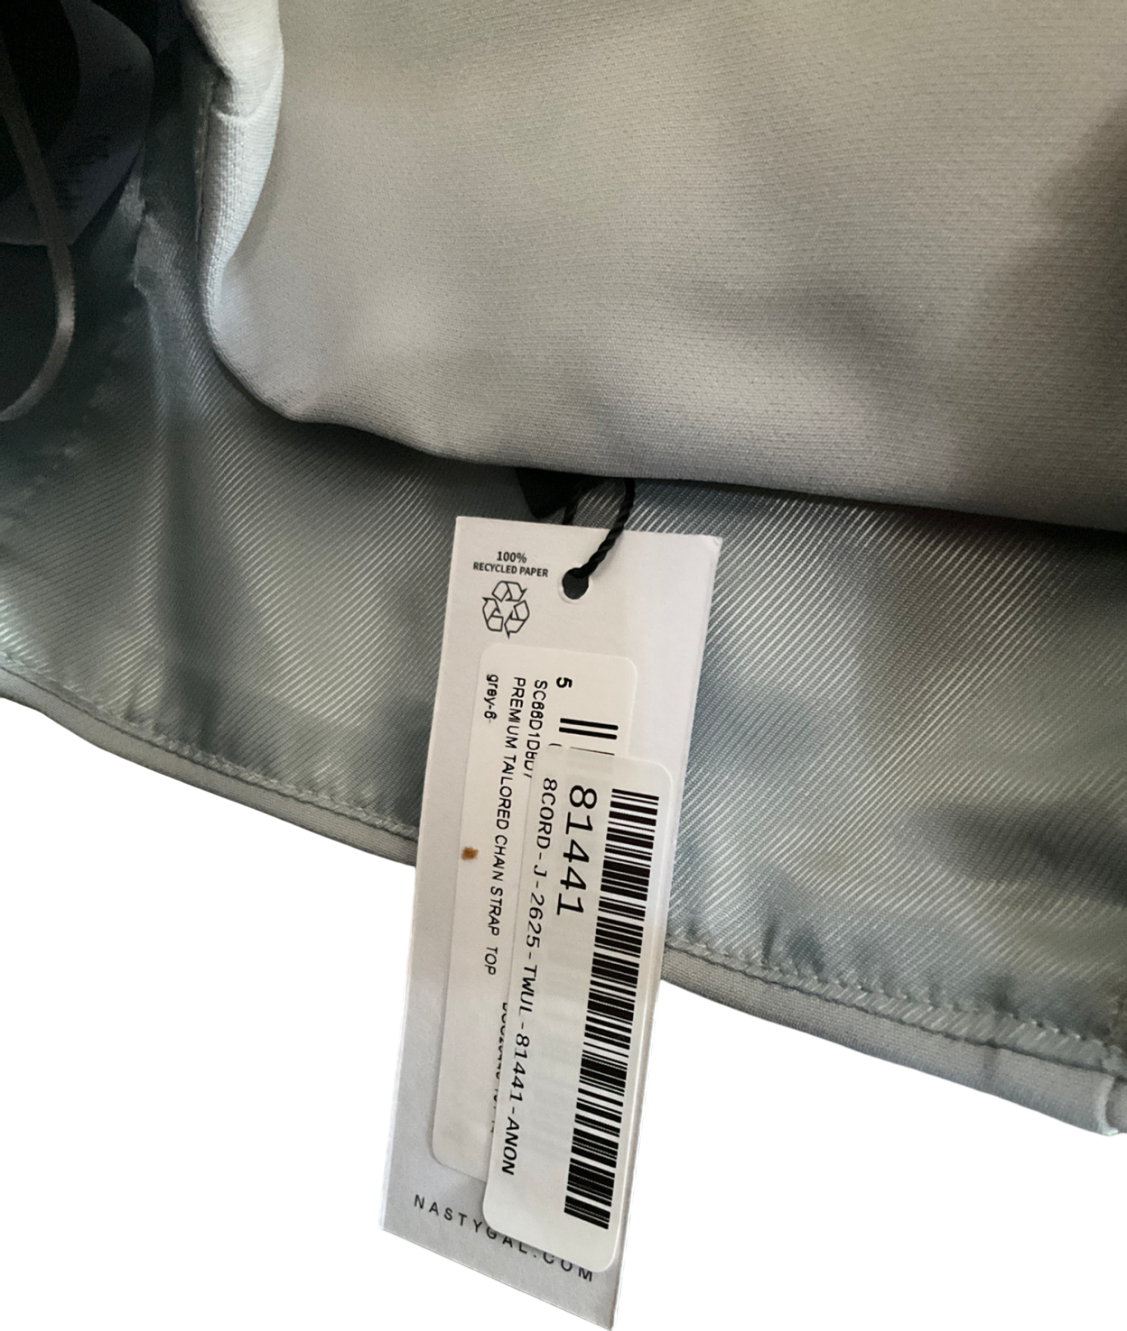 100%
RECYCLED PAPER
5
PREMIUM TAILORED CHAIN STRAP TOP
grey-6
81441
8CORD-J-2625-TWUL-81441-ANON
NASTYGAL.COM